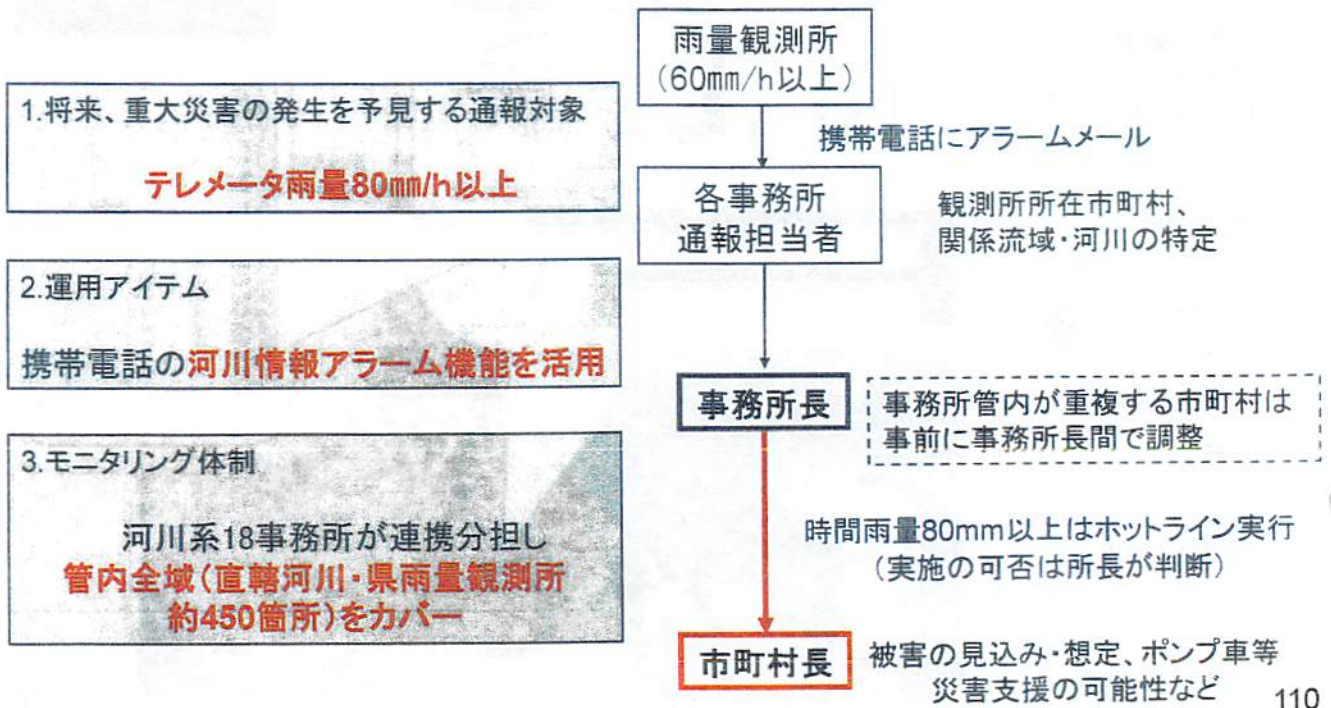 1.将来、重大災害の発生を予見する通報対象
テレメータ雨量80㎜/h以上
2.運用アイテム
携帯電話の河川情報アラーム機能を活用
3.モニタリング体制
河川系18事務所が連携分担し
管内全域(直轄河川・県雨量観測所
約450箇所)をカバー
雨量観測所
(60mm/h以上)
携帯電話にアラームメール
各事務所
通報担当者
観測所所在市町村、
関係流域・河川の特定
事務所長
事務所管内が重複する市町村は
事前に事務所長間で調整
時間雨量80mm以上はホットライン実行
(実施の可否は所長が判断)
市町村長
被害の見込み・想定、ポンプ車等
災害支援の可能性など
110